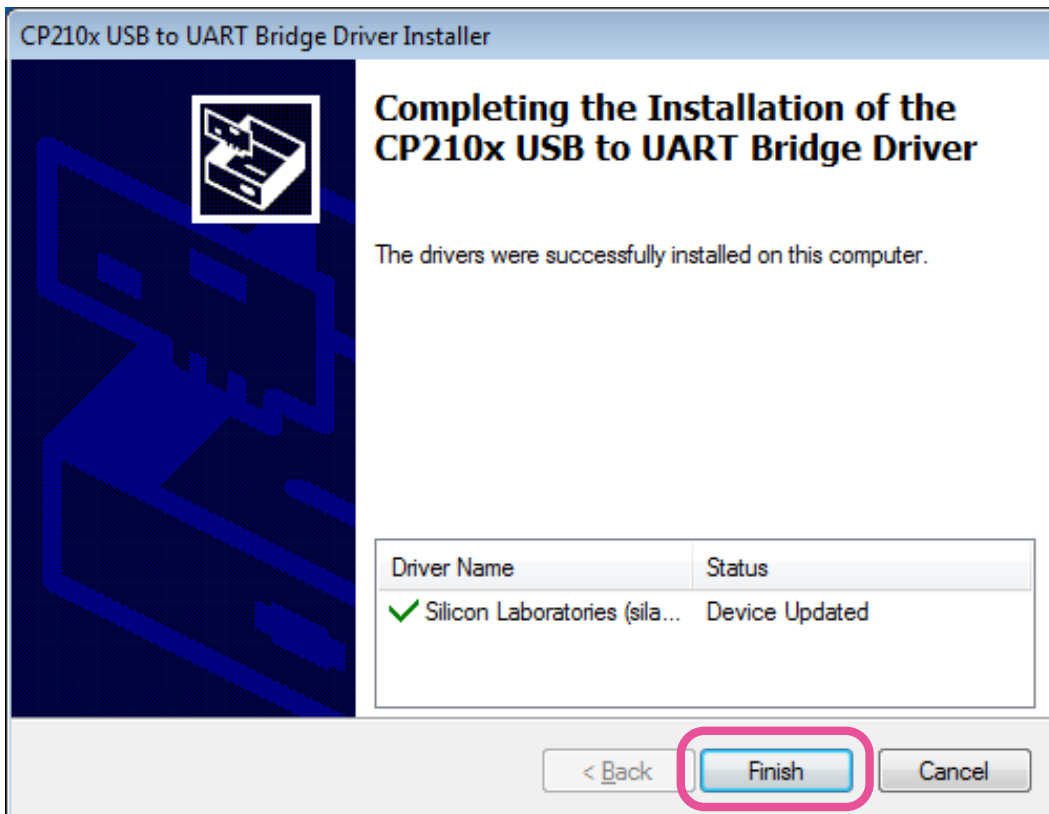 CP210x USB to UART Bridge Driver Installer
Completing the Installation of the
CP210x USB to UART Bridge Driver
The drivers were successfully installed on this computer.
Driver Name Status
Silicon Laboratories (sila... Device Updated
< Back Finish Cancel